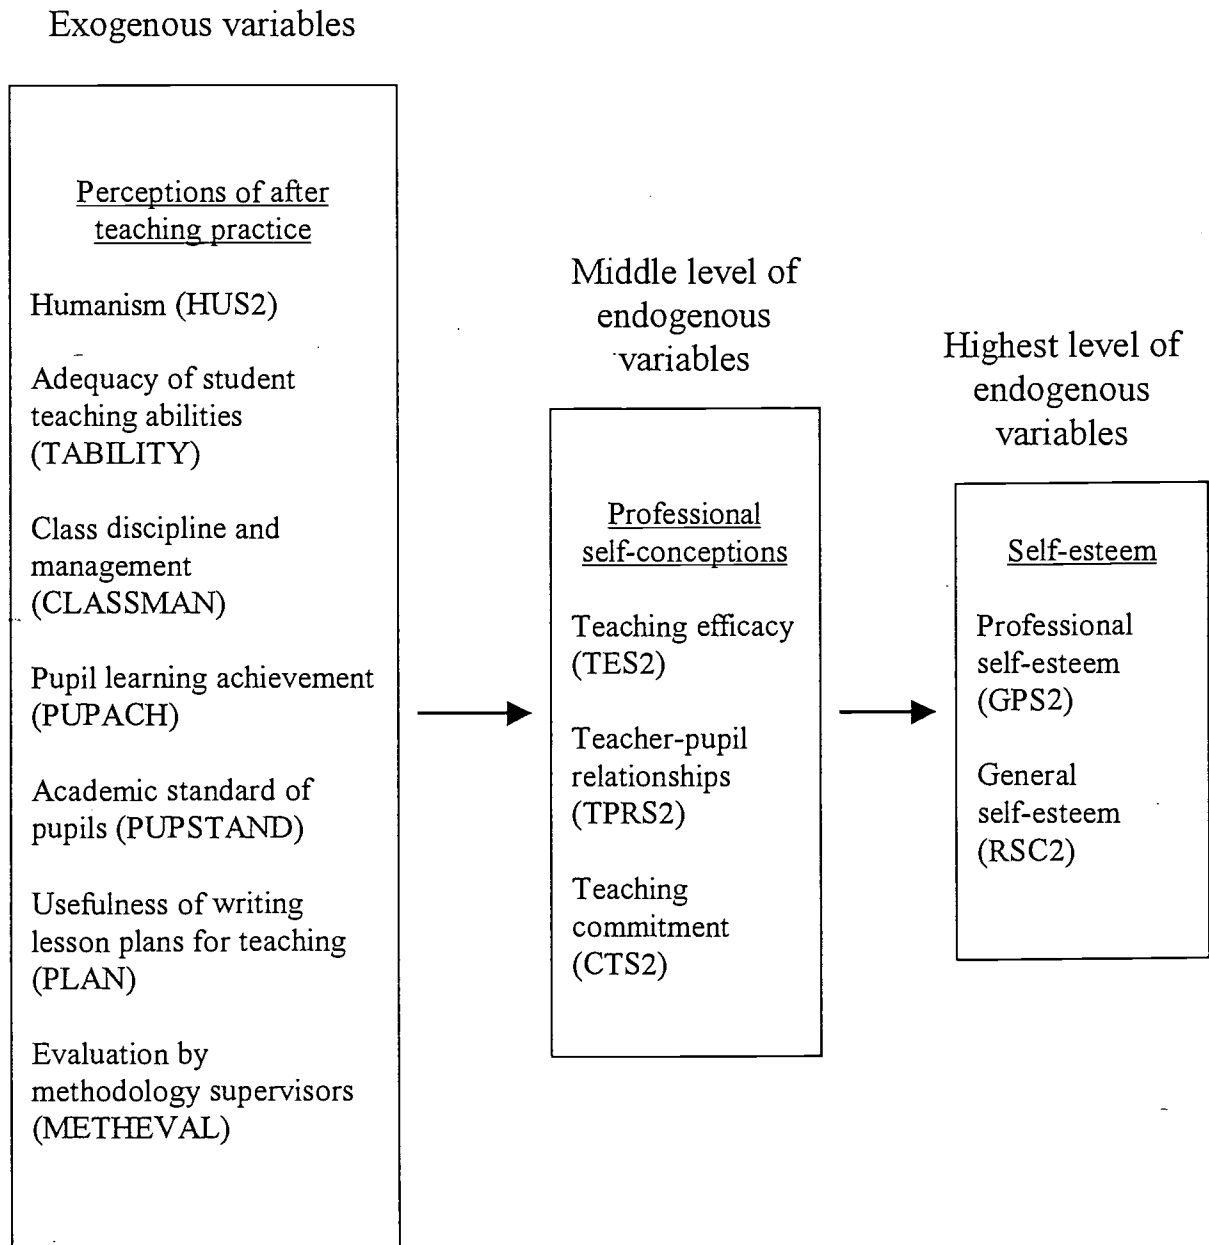 Exogenous variables
Perceptions of after
teaching practice
Humanism (HUS2)
Adequacy of student
teaching abilities
(TABILITY)
Class discipline and
management
(CLASSMAN)
Pupil learning achievement
(PUPACH)
Academic standard of
pupils (PUPSTAND)
Usefulness of writing
lesson plans for teaching
(PLAN)
Evaluation by
methodology supervisors
(METHEVAL)
Middle level of
endogenous
variables
Professional
self-conceptions
Teaching efficacy
(TES2)
Teacher-pupil
relationships
(TPRS2)
Teaching
commitment
(CTS2)
Highest level of
endogenous
variables
Self-esteem
Professional
self-esteem
(GPS2)
General
self-esteem
(RSC2)